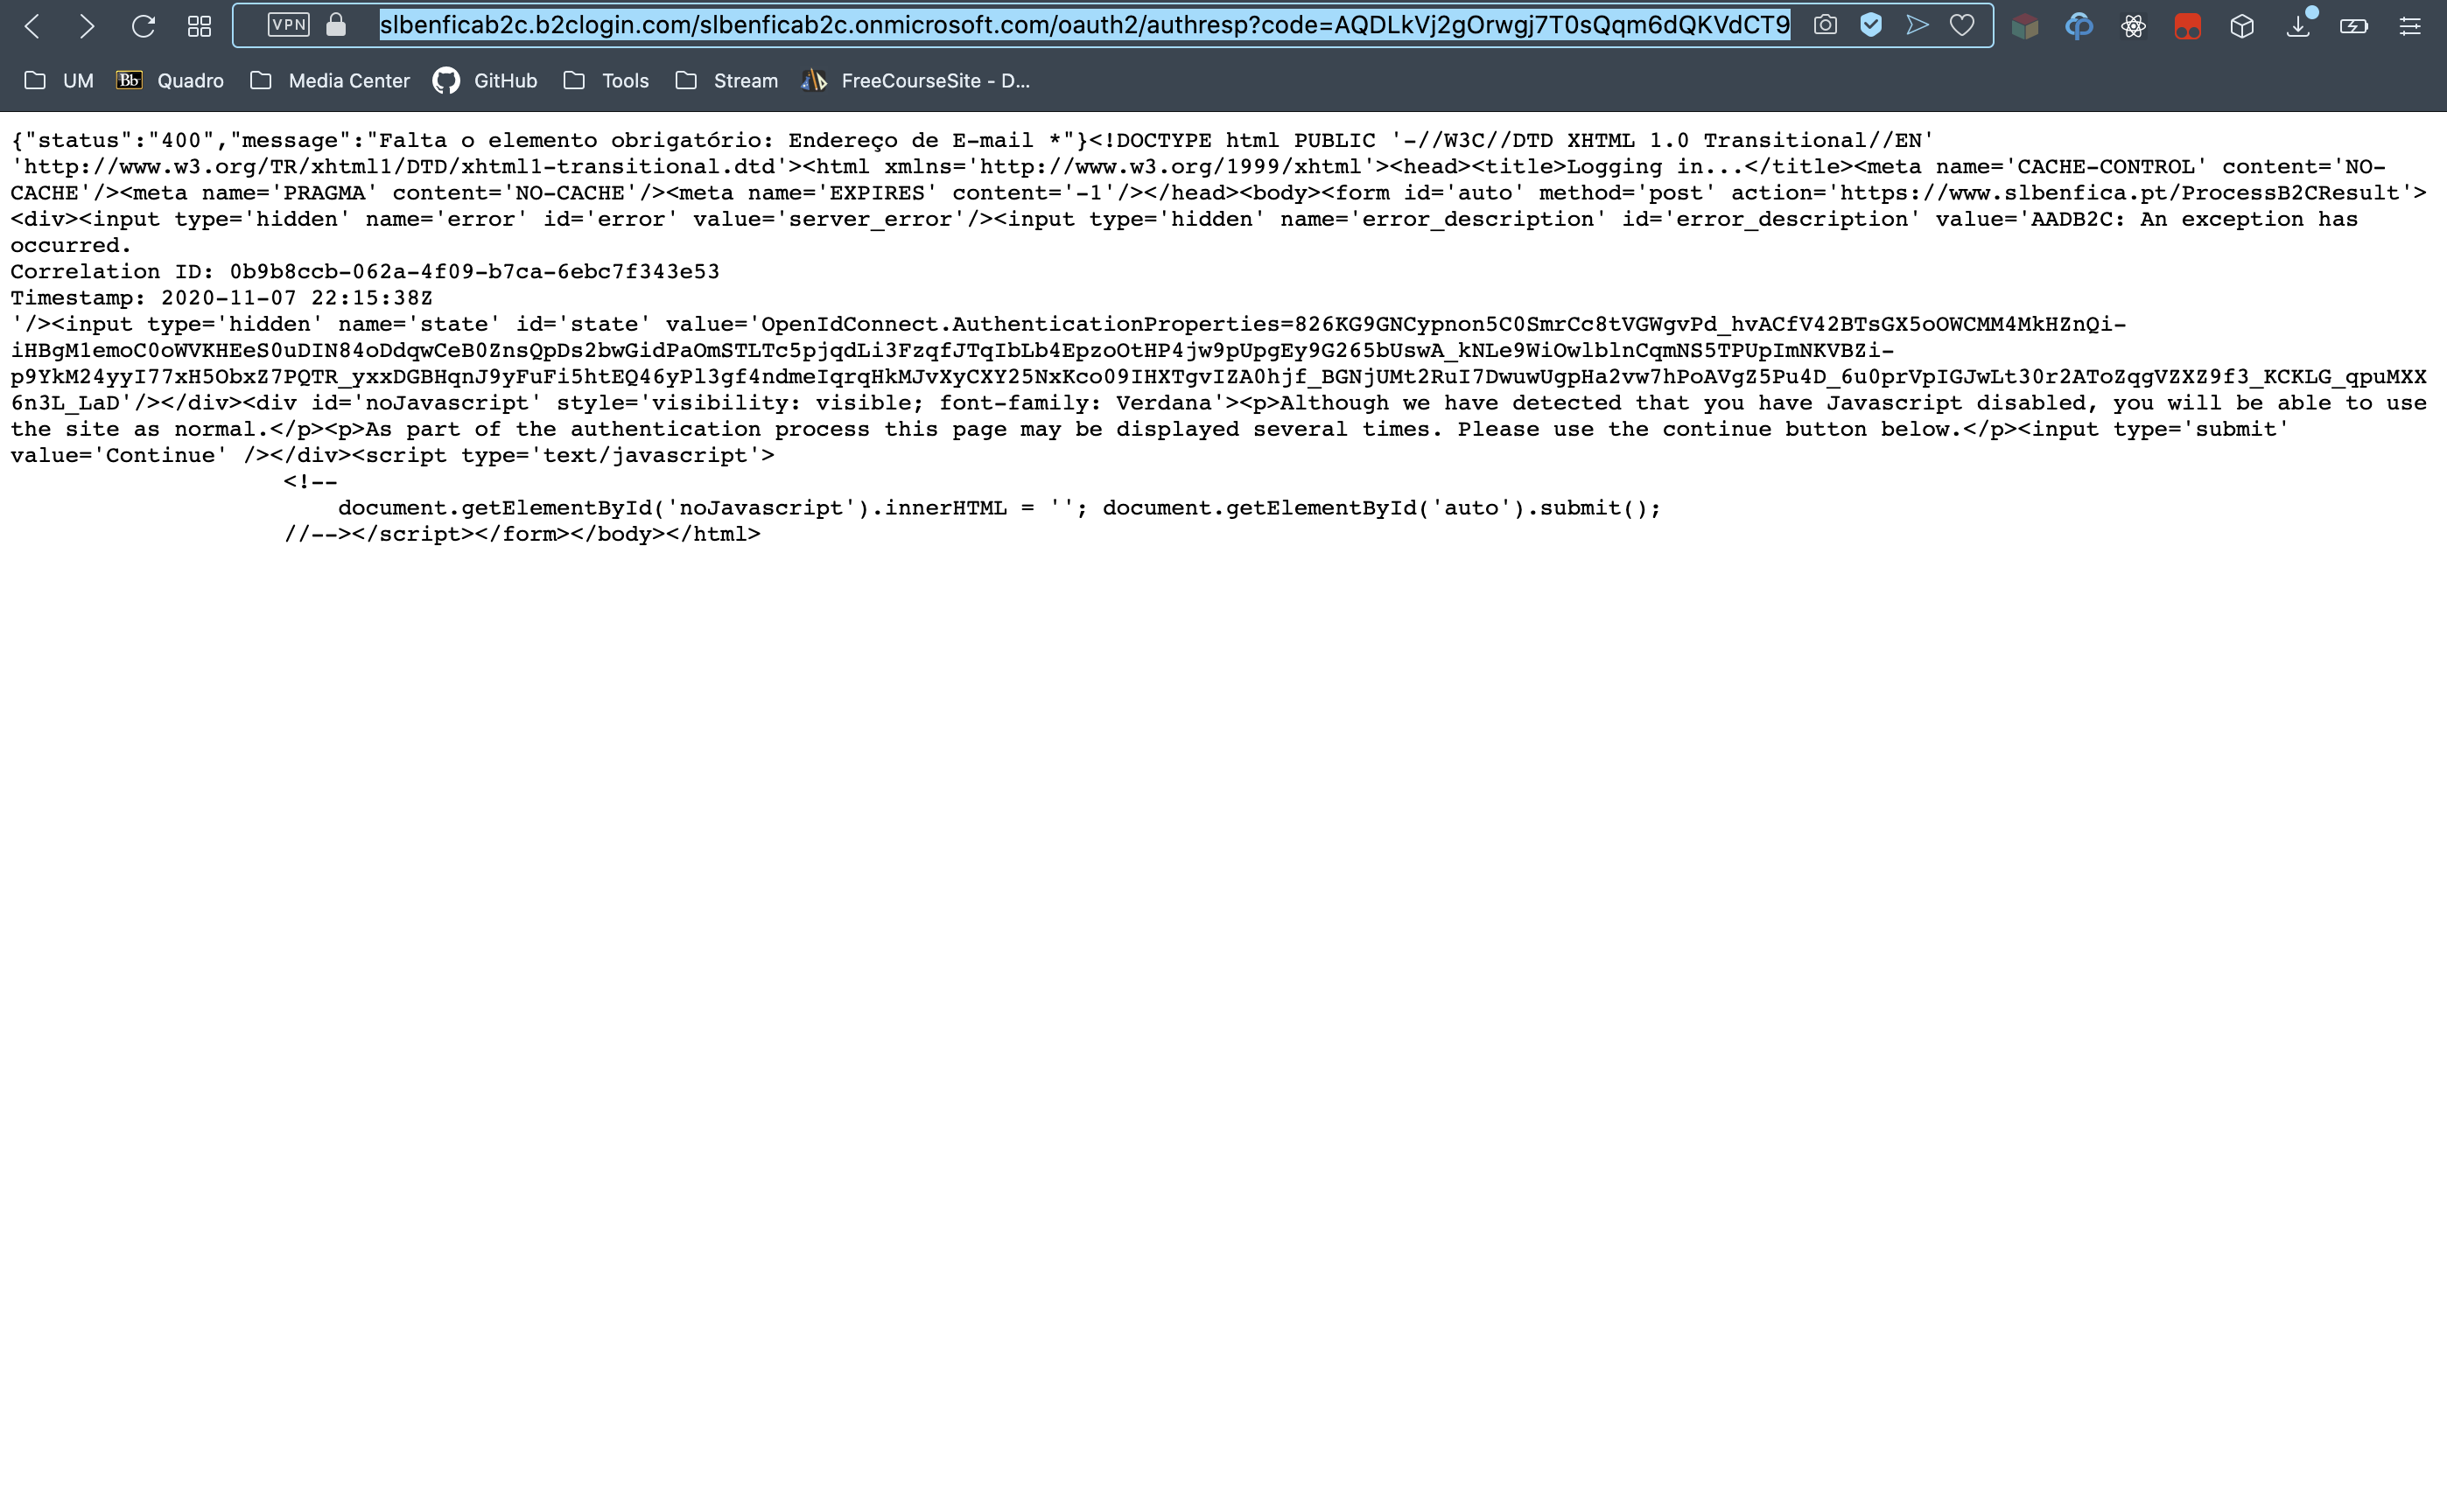 VPN slbenficab2c.b2clogin.com/slbenficab2c.onmicrosoft.com/oauth2/authresp?code=AQDLkVj2gOrwgj7T0sQqm6dQKVdCT9
UM Bb Quadro Media Center GitHub Tools Stream FreeCourseSite - D...
{"status":"400","message":"Falta o elemento obrigatório: Endereço de E-mail *"}<!DOCTYPE html PUBLIC '-//W3C//DTD XHTML 1.0 Transitional//EN'
'http://www.w3.org/TR/xhtml1/DTD/xhtml1-transitional.dtd'><html xmlns='http://www.w3.org/1999/xhtml'><head><title>Logging in...</title><meta name='CACHE-CONTROL' content='NO-
CACHE'/><meta name='PRAGMA' content='NO-CACHE'/><meta name='EXPIRES' content='-1'/></head><body><form id='auto' method='post' action='https://www.slbenfica.pt/ProcessB2CResult'>
<div><input type='hidden' name='error' id='error' value='server_error'/><input type='hidden' name='error_description' id='error_description' value='AADB2C: An exception has
occurred.
Correlation ID: 0b9b8ccb-062a-4f09-b7ca-6ebc7f343e53
Timestamp: 2020-11-07 22:15:38Z
'/><input type='hidden' name='state' id='state' value='OpenIdConnect.AuthenticationProperties=826KG9GNCypnon5C0SmrCc8tVGWgvPd_hvACfV42BTsGX5oOWCMM4MkHZnQi-
iHBgM1emoC0oWVKHEeS0uDIN84oDdqwCeB0ZnsQpDs2bwGidPaOmSTLTc5pjqdLi3FzqfJTqIbLb4EpzoOtHP4jw9pUpgEy9G265bUswA_kNLe9WiOwlblnCqmNS5TPUpImNKVBZi-
p9YkM24yyI77xH5ObxZ7PQTR_yxxDGBHqnJ9yFuFi5htEQ46yPl3gf4ndmeIqrqHkMJvXyCXY25NxKco09IHXTgvIZA0hjf_BGNjUMt2RuI7DwuwUgpHa2vw7hPoAVgZ5Pu4D_6u0prVpIGJwLt30r2AToZqgVZXZ9f3_KCKLG_qpuMXX
6n3L_LaD'/></div><div id='noJavascript' style='visibility: visible; font-family: Verdana'><p>Although we have detected that you have Javascript disabled, you will be able to use
the site as normal.</p><p>As part of the authentication process this page may be displayed several times. Please use the continue button below.</p><input type='submit'
value='Continue' /></div><script type='text/javascript'>
<!--
document.getElementById('noJavascript').innerHTML = ''; document.getElementById('auto').submit();
//--></script></form></body></html>